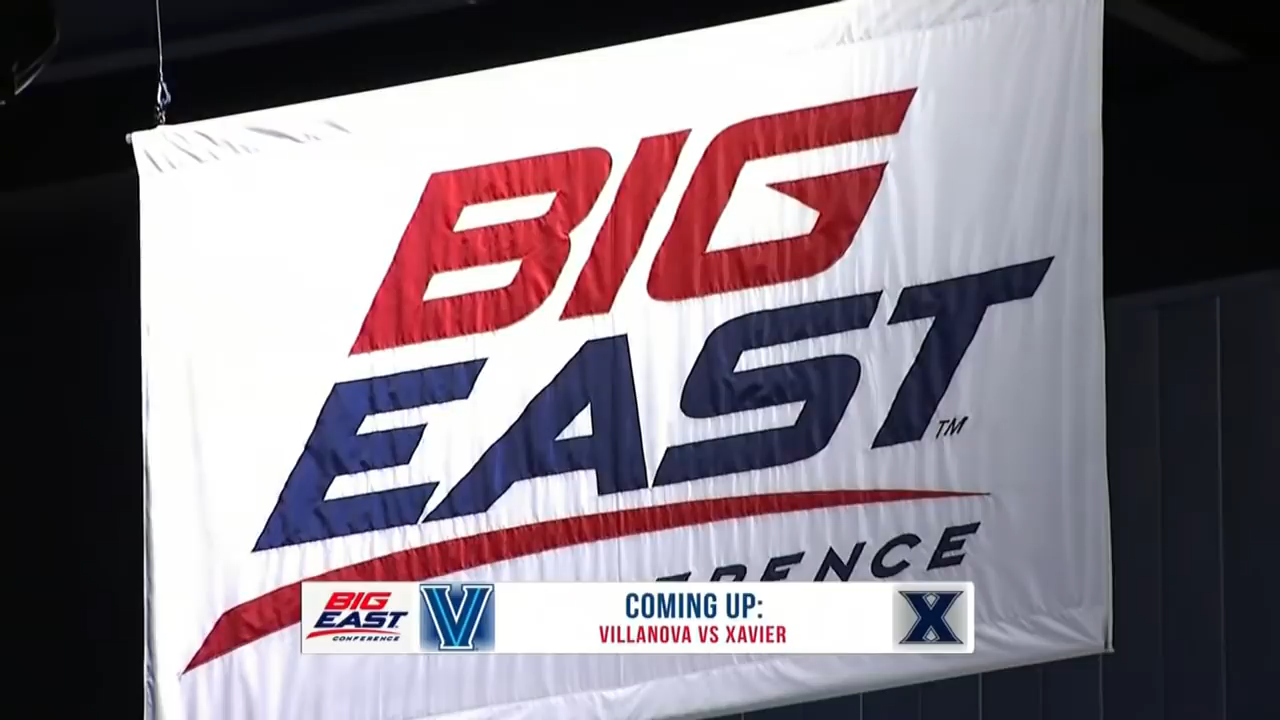 BIG
EAST
TM
BIG
EAST
CONFERENCE
V
COMING UP:
VILLANOVA VS XAVIER
X